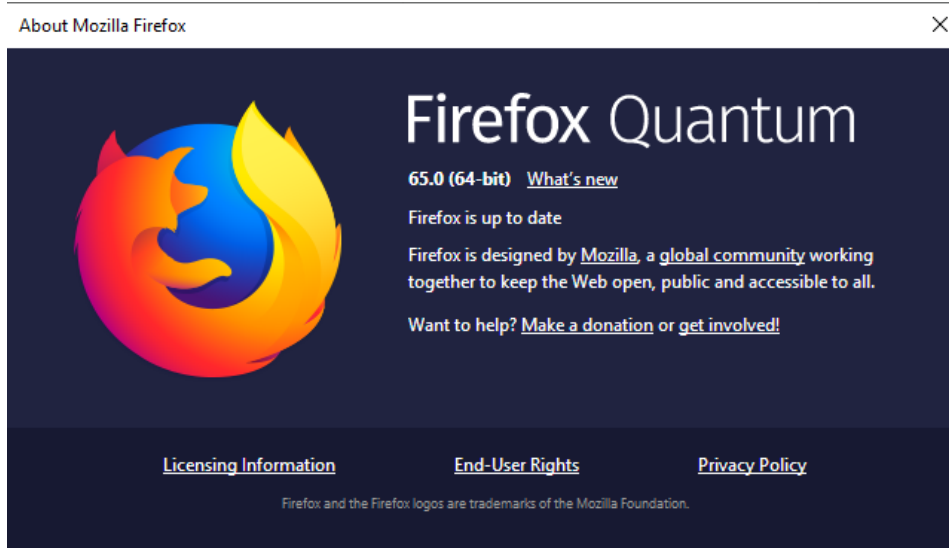 About Mozilla Firefox
Firefox Quantum
65.0 (64-bit) What's new
Firefox is up to date
Firefox is designed by Mozilla, a global community working
together to keep the Web open, public and accessible to all.
Want to help? Make a donation or get involved!
Licensing Information End-User Rights Privacy Policy
Firefox and the Firefox logos are trademarks of the Mozilla Foundation.